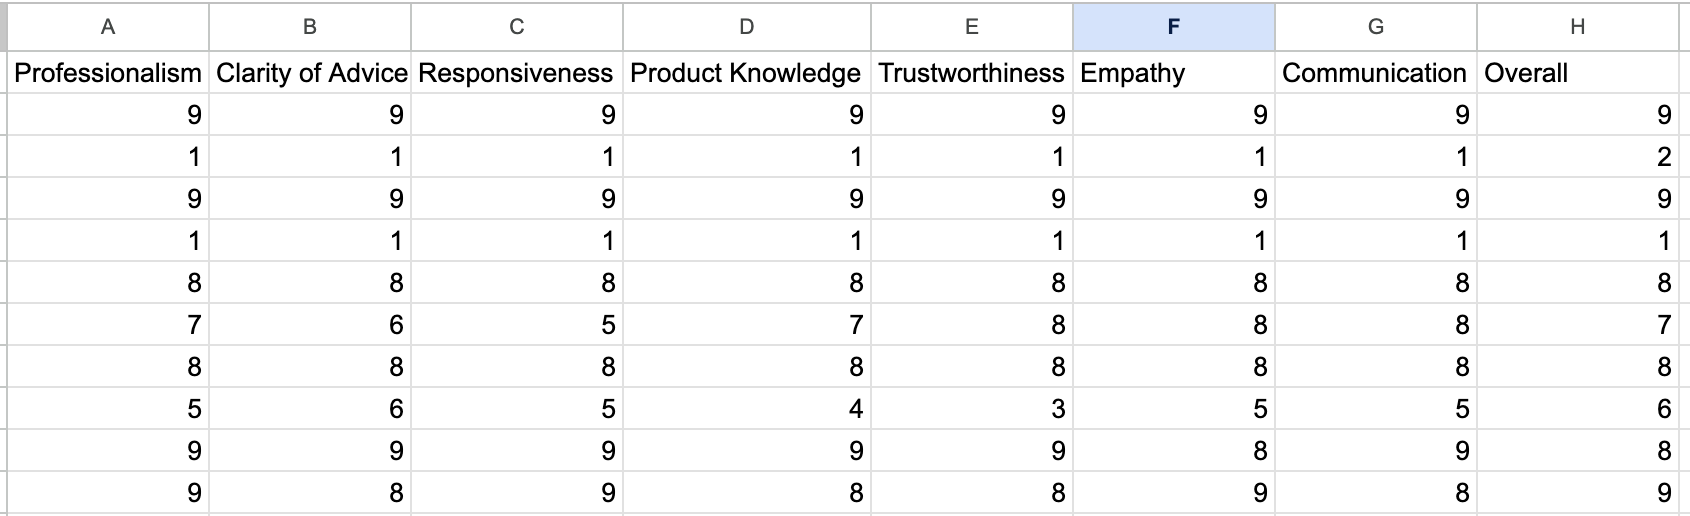 A B C D E F G H
Professionalism Clarity of Advice Responsiveness Product Knowledge Trustworthiness Empathy Communication Overall
9 9 9 9 9 9 9 9
1 1 1 1 1 1 1 2
9 9 9 9 9 9 9 9
1 1 1 1 1 1 1 1
8 8 8 8 8 8 8 8
7 6 5 7 8 8 8 7
8 8 8 8 8 8 8 8
5 6 5 4 3 5 5 6
9 9 9 9 9 8 9 8
9 8 9 8 8 9 8 9